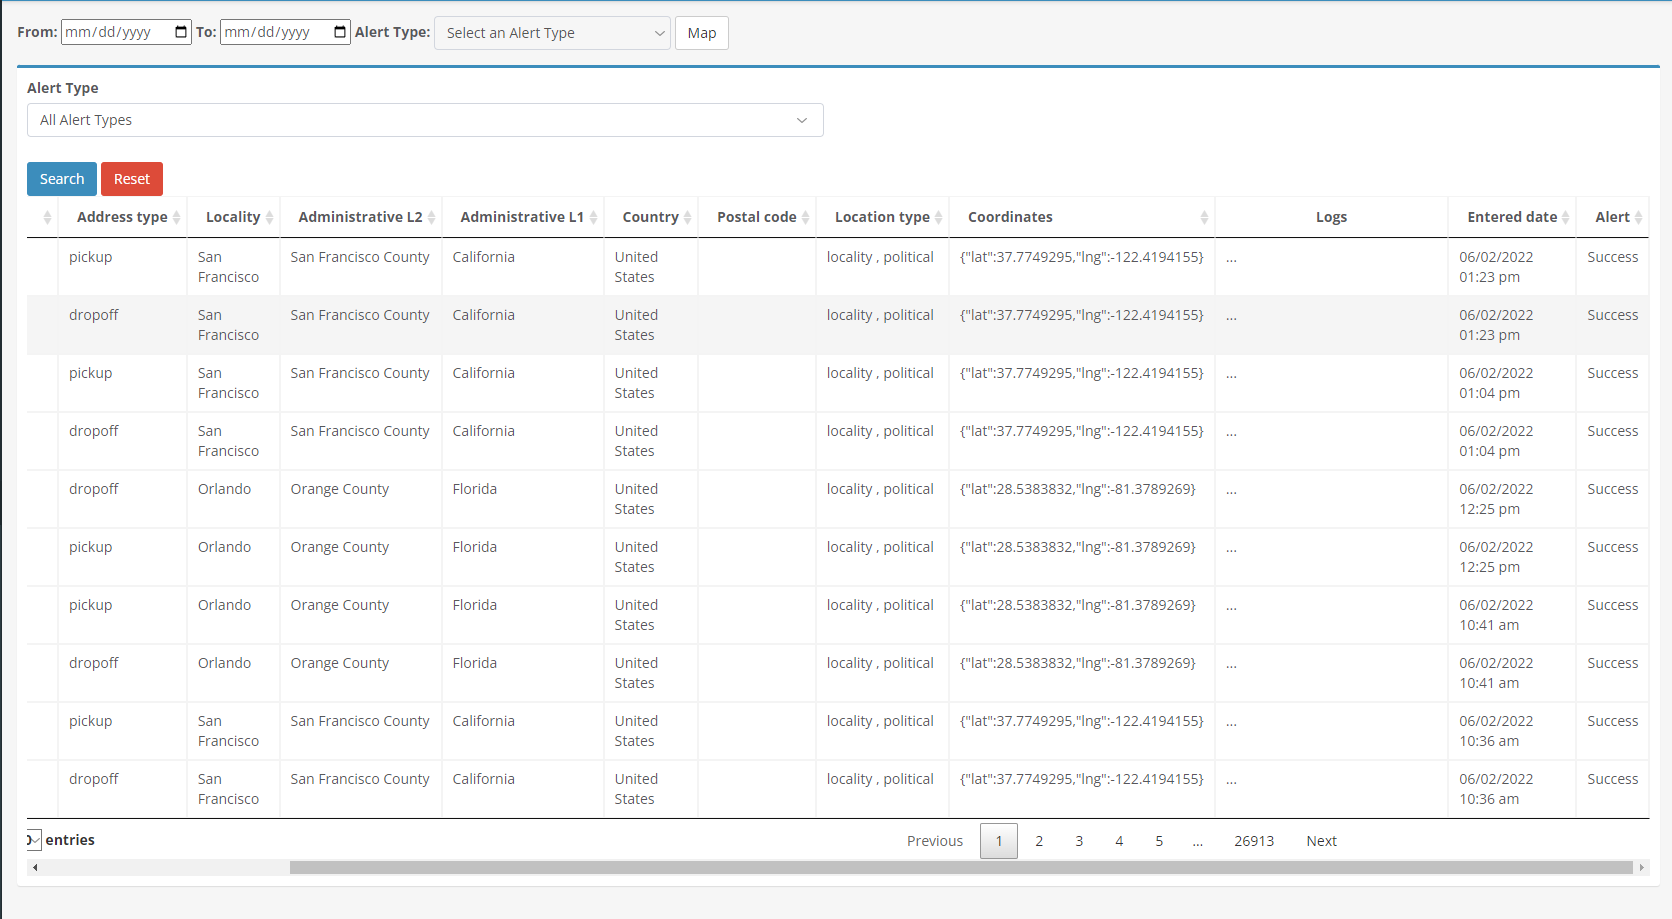 From: mm/dd/yyyy To: mm/dd/yyyy Alert Type: Select an Alert Type Map
Alert Type
All Alert Types
Search Reset
Address type Locality Administrative L2 Administrative L1 Country Postal code Location type Coordinates Logs Entered date Alert
pickup San Francisco San Francisco County California United States locality , political {"lat":37.7749295,"lng":-122.4194155} ... 06/02/2022 01:23 pm Success
dropoff San Francisco San Francisco County California United States locality , political {"lat":37.7749295,"lng":-122.4194155} ... 06/02/2022 01:23 pm Success
pickup San Francisco San Francisco County California United States locality , political {"lat":37.7749295,"lng":-122.4194155} ... 06/02/2022 01:04 pm Success
dropoff San Francisco San Francisco County California United States locality , political {"lat":37.7749295,"lng":-122.4194155} ... 06/02/2022 01:04 pm Success
dropoff Orlando Orange County Florida United States locality , political {"lat":28.5383832,"lng":-81.3789269} ... 06/02/2022 12:25 pm Success
pickup Orlando Orange County Florida United States locality , political {"lat":28.5383832,"lng":-81.3789269} ... 06/02/2022 12:25 pm Success
pickup Orlando Orange County Florida United States locality , political {"lat":28.5383832,"lng":-81.3789269} ... 06/02/2022 10:41 am Success
dropoff Orlando Orange County Florida United States locality , political {"lat":28.5383832,"lng":-81.3789269} ... 06/02/2022 10:41 am Success
pickup San Francisco San Francisco County California United States locality , political {"lat":37.7749295,"lng":-122.4194155} ... 06/02/2022 10:36 am Success
dropoff San Francisco San Francisco County California United States locality , political {"lat":37.7749295,"lng":-122.4194155} ... 06/02/2022 10:36 am Success
entries Previous 1 2 3 4 5 ... 26913 Next